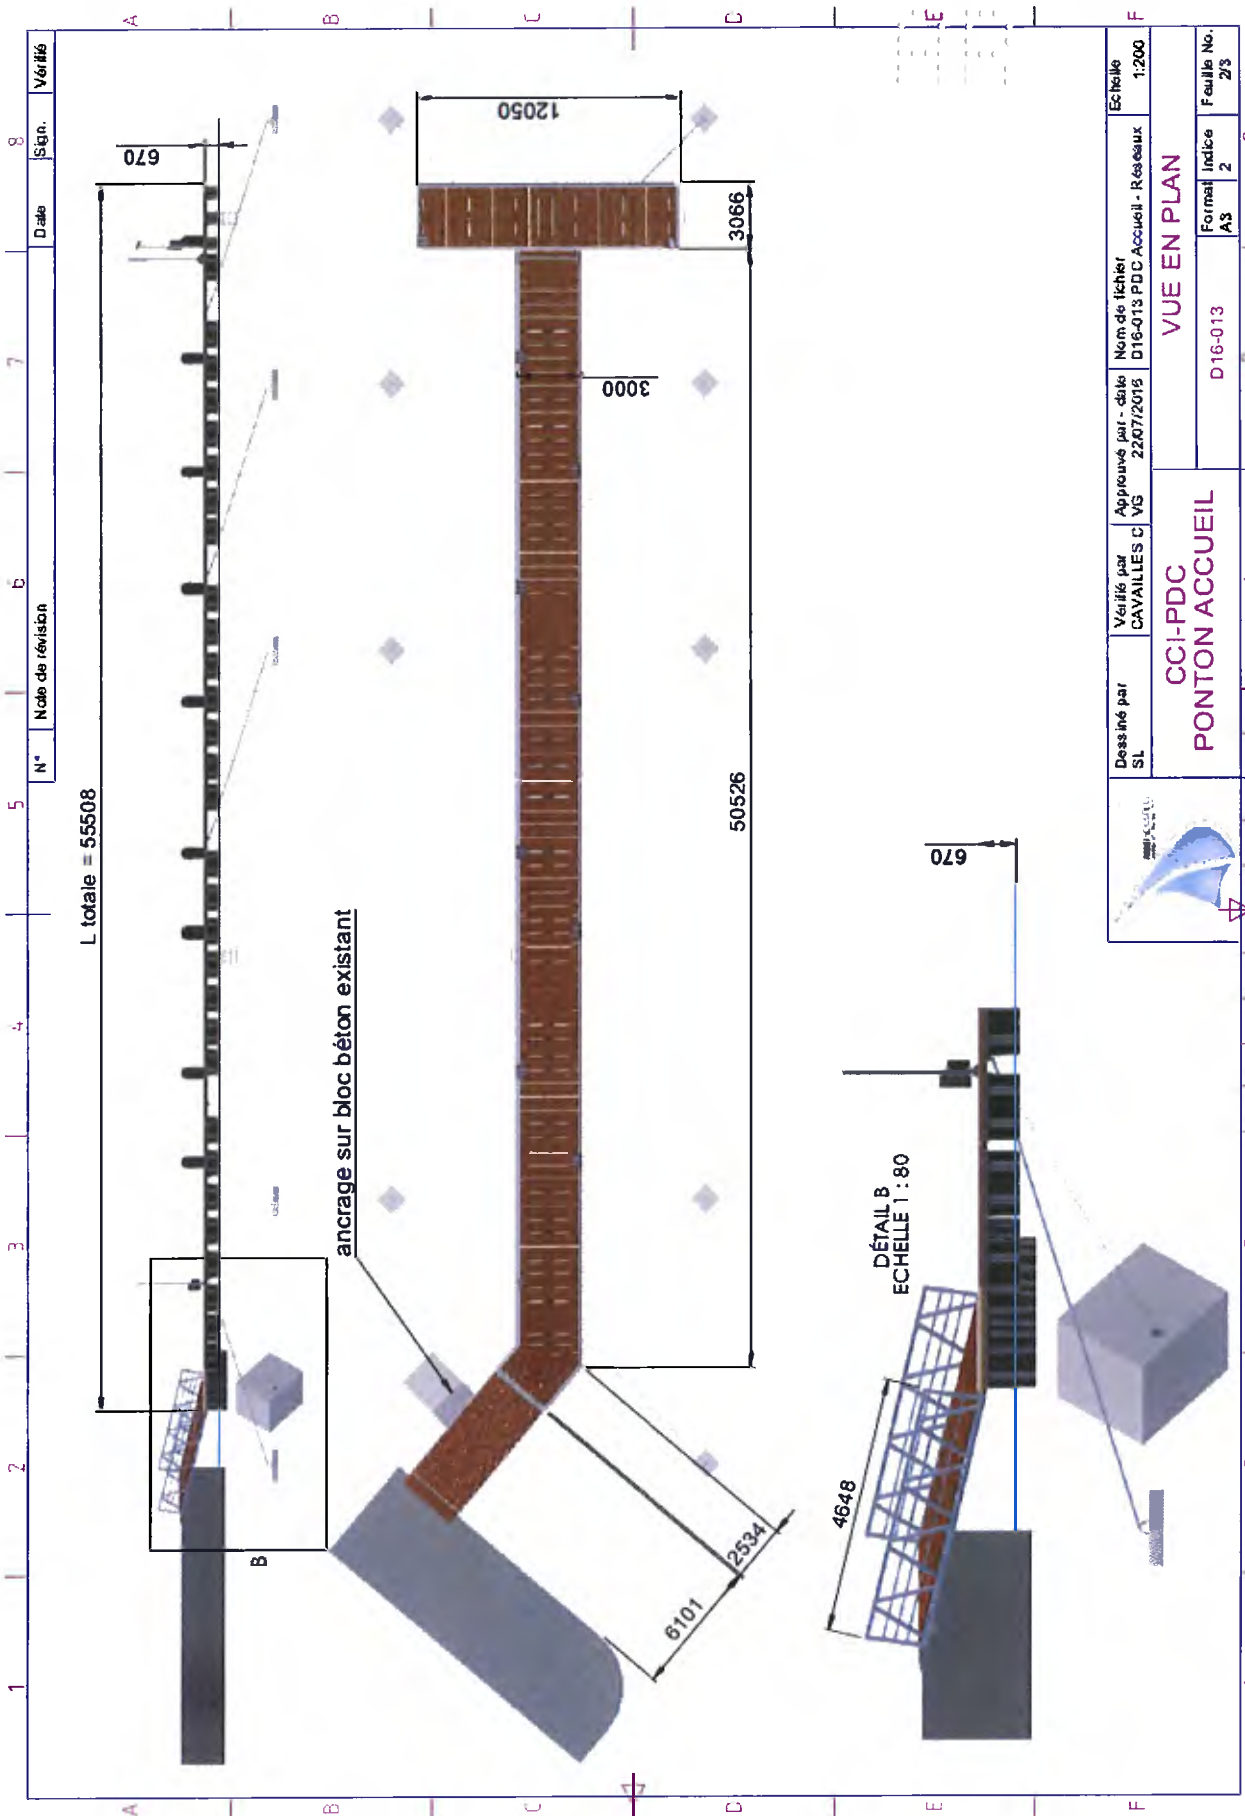 N° Note de révision Date Sign. Vérifié
1 2 3 4 5 6 7 8
A A
B B
C C
D D
E E
F F
L totale = 55508
670
B
ancrage sur bloc béton existant
12050
3066
3000
50526
2534
6101
DÉTAIL B
ECHELLE 1 : 80
4648
670
Dessiné par
SL
Vérifié par
CAVAILLES C
Approuvé par - date
VG 22/07/2016
Nom de fichier
D16-013 PDC Accueil - Réseaux
Echelle
1:200
CCI-PDC
PONTON ACCUEIL
VUE EN PLAN
D16-013
Format
A3
Indice
2
Feuille No.
2/3